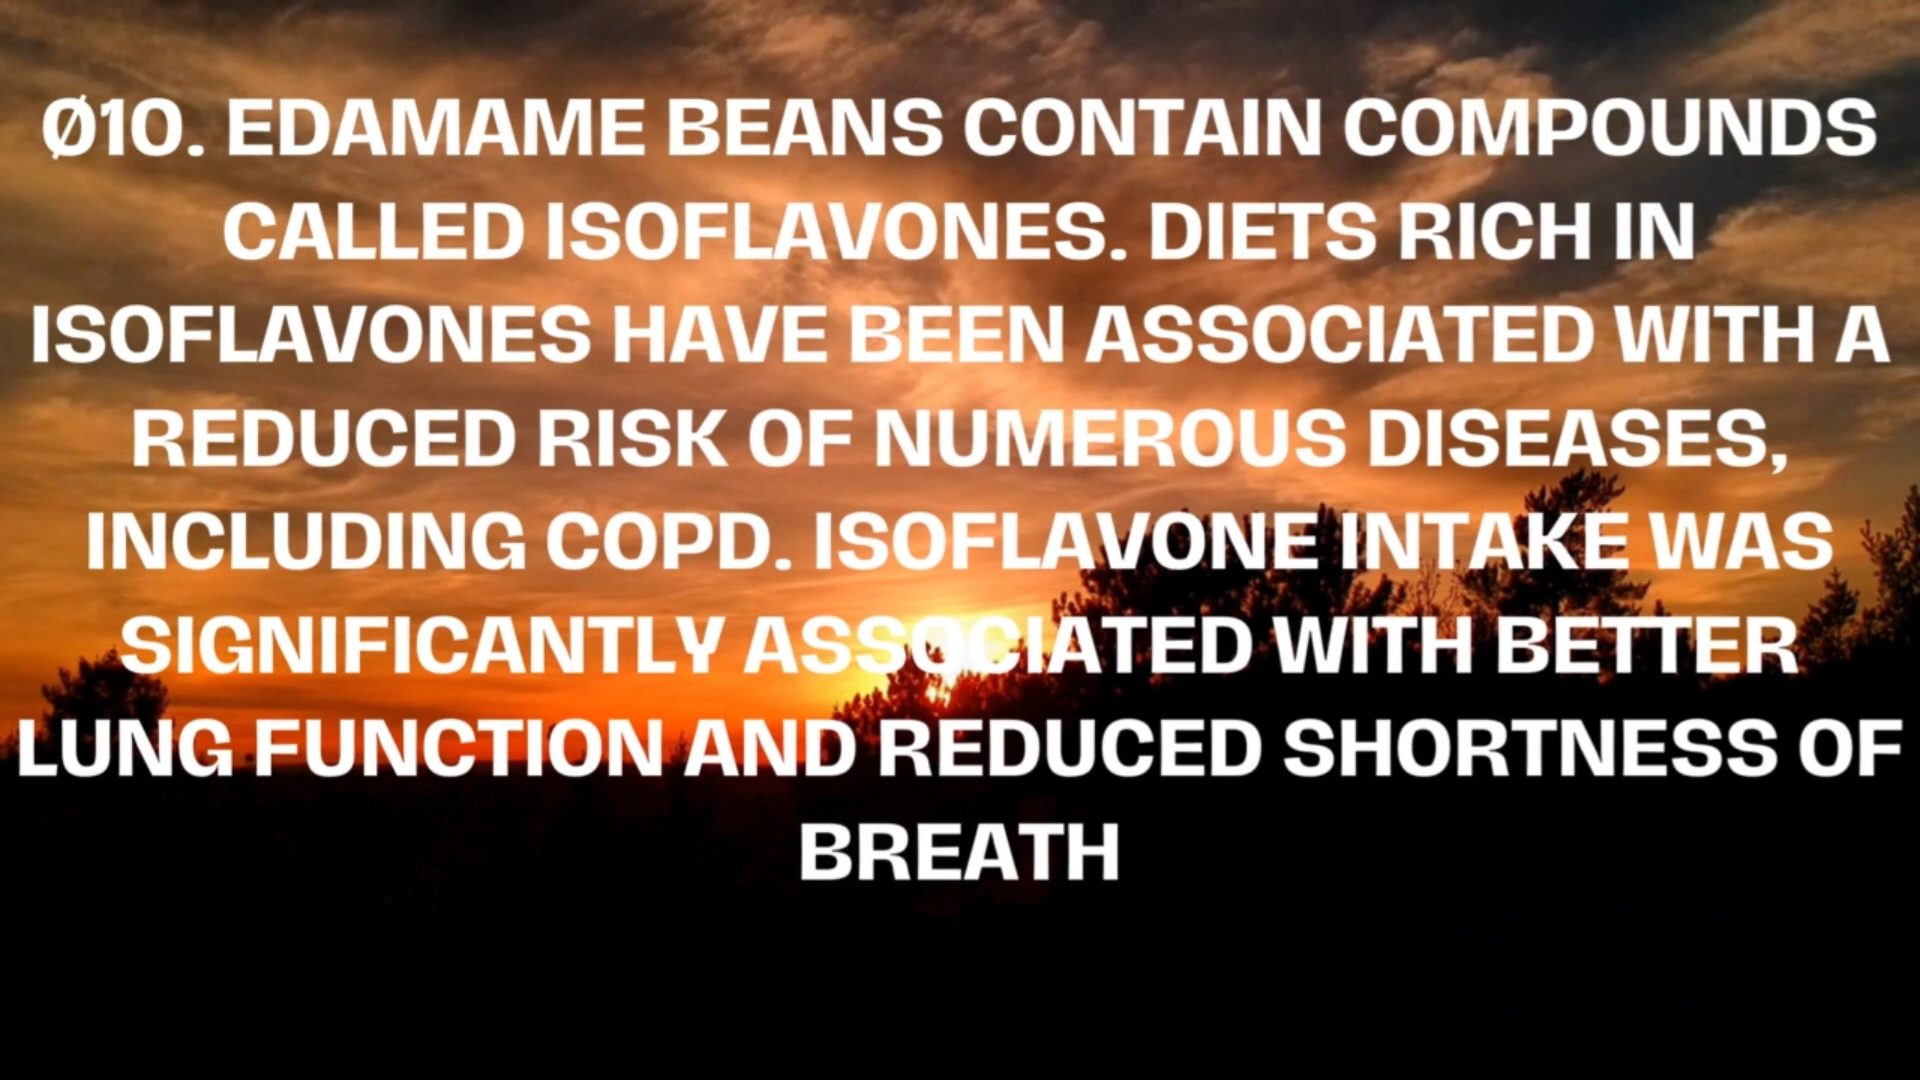 Ø10. EDAMAME BEANS CONTAIN COMPOUNDS
CALLED ISOFLAVONES. DIETS RICH IN
ISOFLAVONES HAVE BEEN ASSOCIATED WITH A
REDUCED RISK OF NUMEROUS DISEASES,
INCLUDING COPD. ISOFLAVONE INTAKE WAS
SIGNIFICANTLY ASSOCIATED WITH BETTER
LUNG FUNCTION AND REDUCED SHORTNESS OF
BREATH